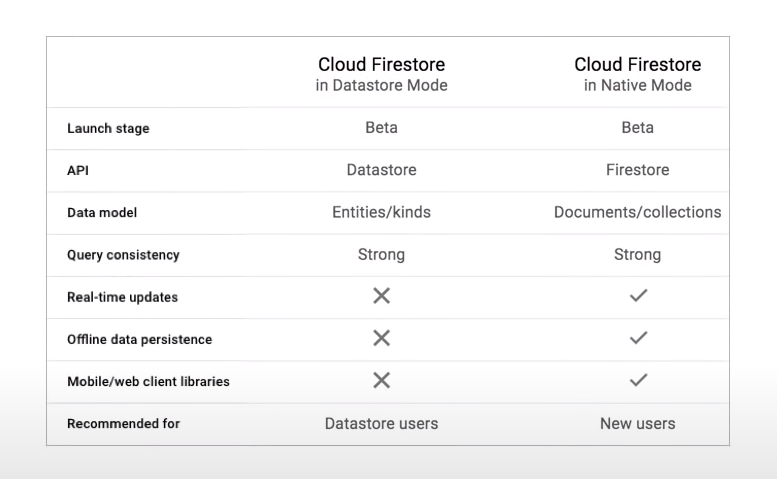 Cloud Firestore Cloud Firestore
in Datastore Mode in Native Mode
Launch stage Beta Beta
API Datastore Firestore
Data model Entities/kinds Documents/collections
Query consistency Strong Strong
Real-time updates
Offline data persistence
Mobile/web client libraries
Recommended for Datastore users New users